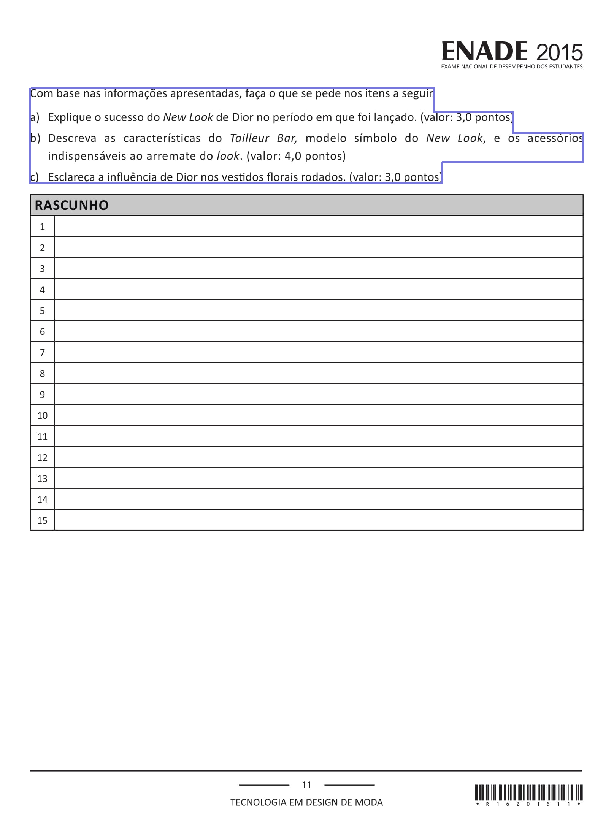 ENADE 2015
EXAME NACIONAL DE DESEMPENHO DOS ESTUDANTES
Com base nas informações apresentadas, faça o que se pede nos itens a seguir
a) Explique o sucesso do New Look de Dior no período em que foi lançado. (valor: 3,0 pontos)
b) Descreva as características do Tailleur Bar, modelo símbolo do New Look, e os acessórios
indispensáveis ao arremate do look. (valor: 4,0 pontos)
c) Esclareça a influência de Dior nos vestidos florais rodados. (valor: 3,0 pontos)
RASCUNHO
1
2
3
4
5
6
7
8
9
10
11
12
13
14
15
11
TECNOLOGIA EM DESIGN DE MODA
*R16201511*